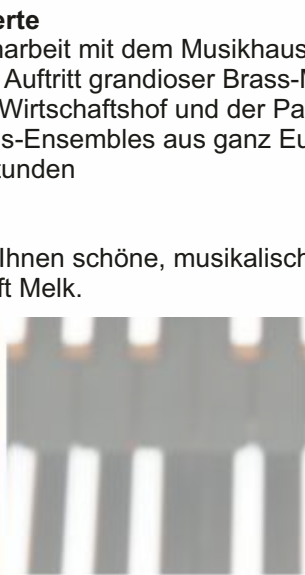 erte
narbeit mit dem Musikhaus
Auftritt grandioser Brass-M
Wirtschaftshof und der Pa
s-Ensembles aus ganz Eu
tunden
Ihnen schöne, musikalisch
ft Melk.